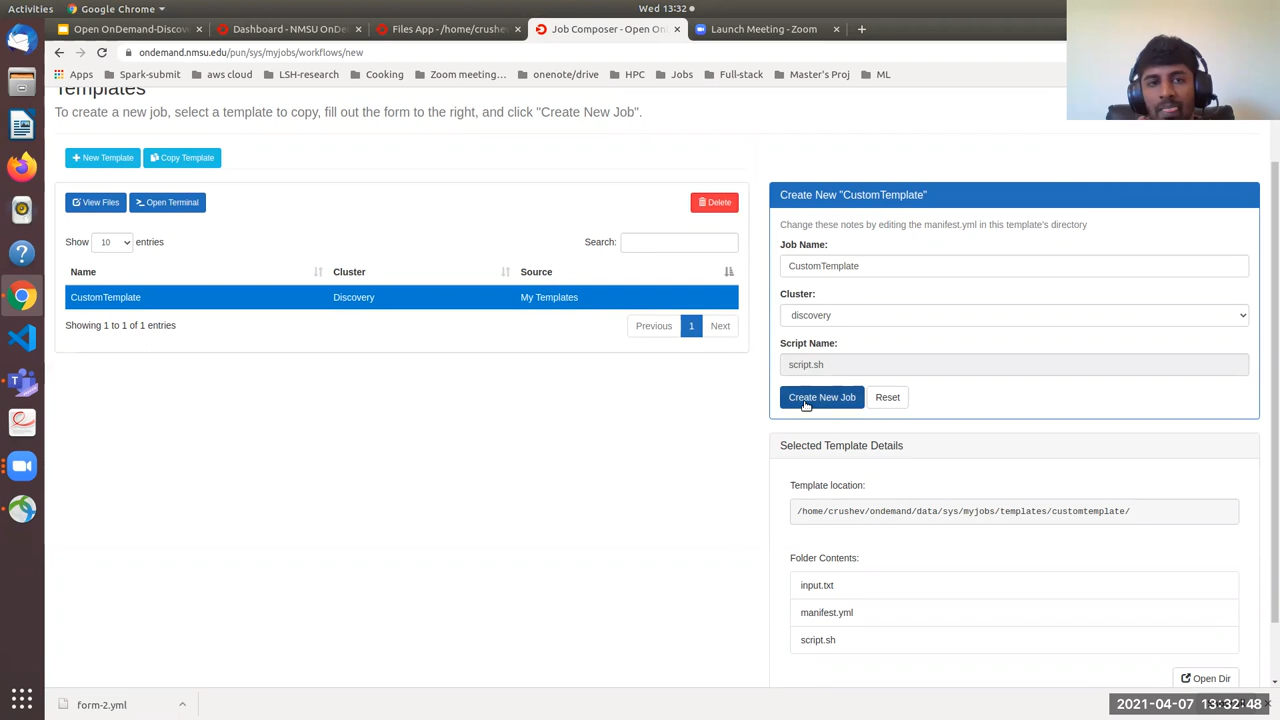 Activities
Google Chrome
Wed 13:32
Open OnDemand-Discov
Dashboard - NMSU OnDe
Files App - /home/crushev
Job Composer - Open On
Launch Meeting - Zoom
ondemand.nmsu.edu/pun/sys/myjobs/workflows/new
Apps
Spark-submit
aws cloud
LSH-research
Cooking
Zoom meeting…
onenote/drive
HPC
Jobs
Full-stack
Master's Proj
ML
Templates
To create a new job, select a template to copy, fill out the form to the right, and click "Create New Job".
New Template
Copy Template
View Files
Open Terminal
Delete
Show 10 entries
Search:
Name Cluster Source
CustomTemplate Discovery My Templates
Showing 1 to 1 of 1 entries
Previous 1 Next
Create New "CustomTemplate"
Change these notes by editing the manifest.yml in this template's directory
Job Name:
CustomTemplate
Cluster:
discovery
Script Name:
script.sh
Create New Job
Reset
Selected Template Details
Template location:
/home/crushev/ondemand/data/sys/myjobs/templates/customtemplate/
Folder Contents:
input.txt
manifest.yml
script.sh
Open Dir
form-2.yml
2021-04-07 13:32:48